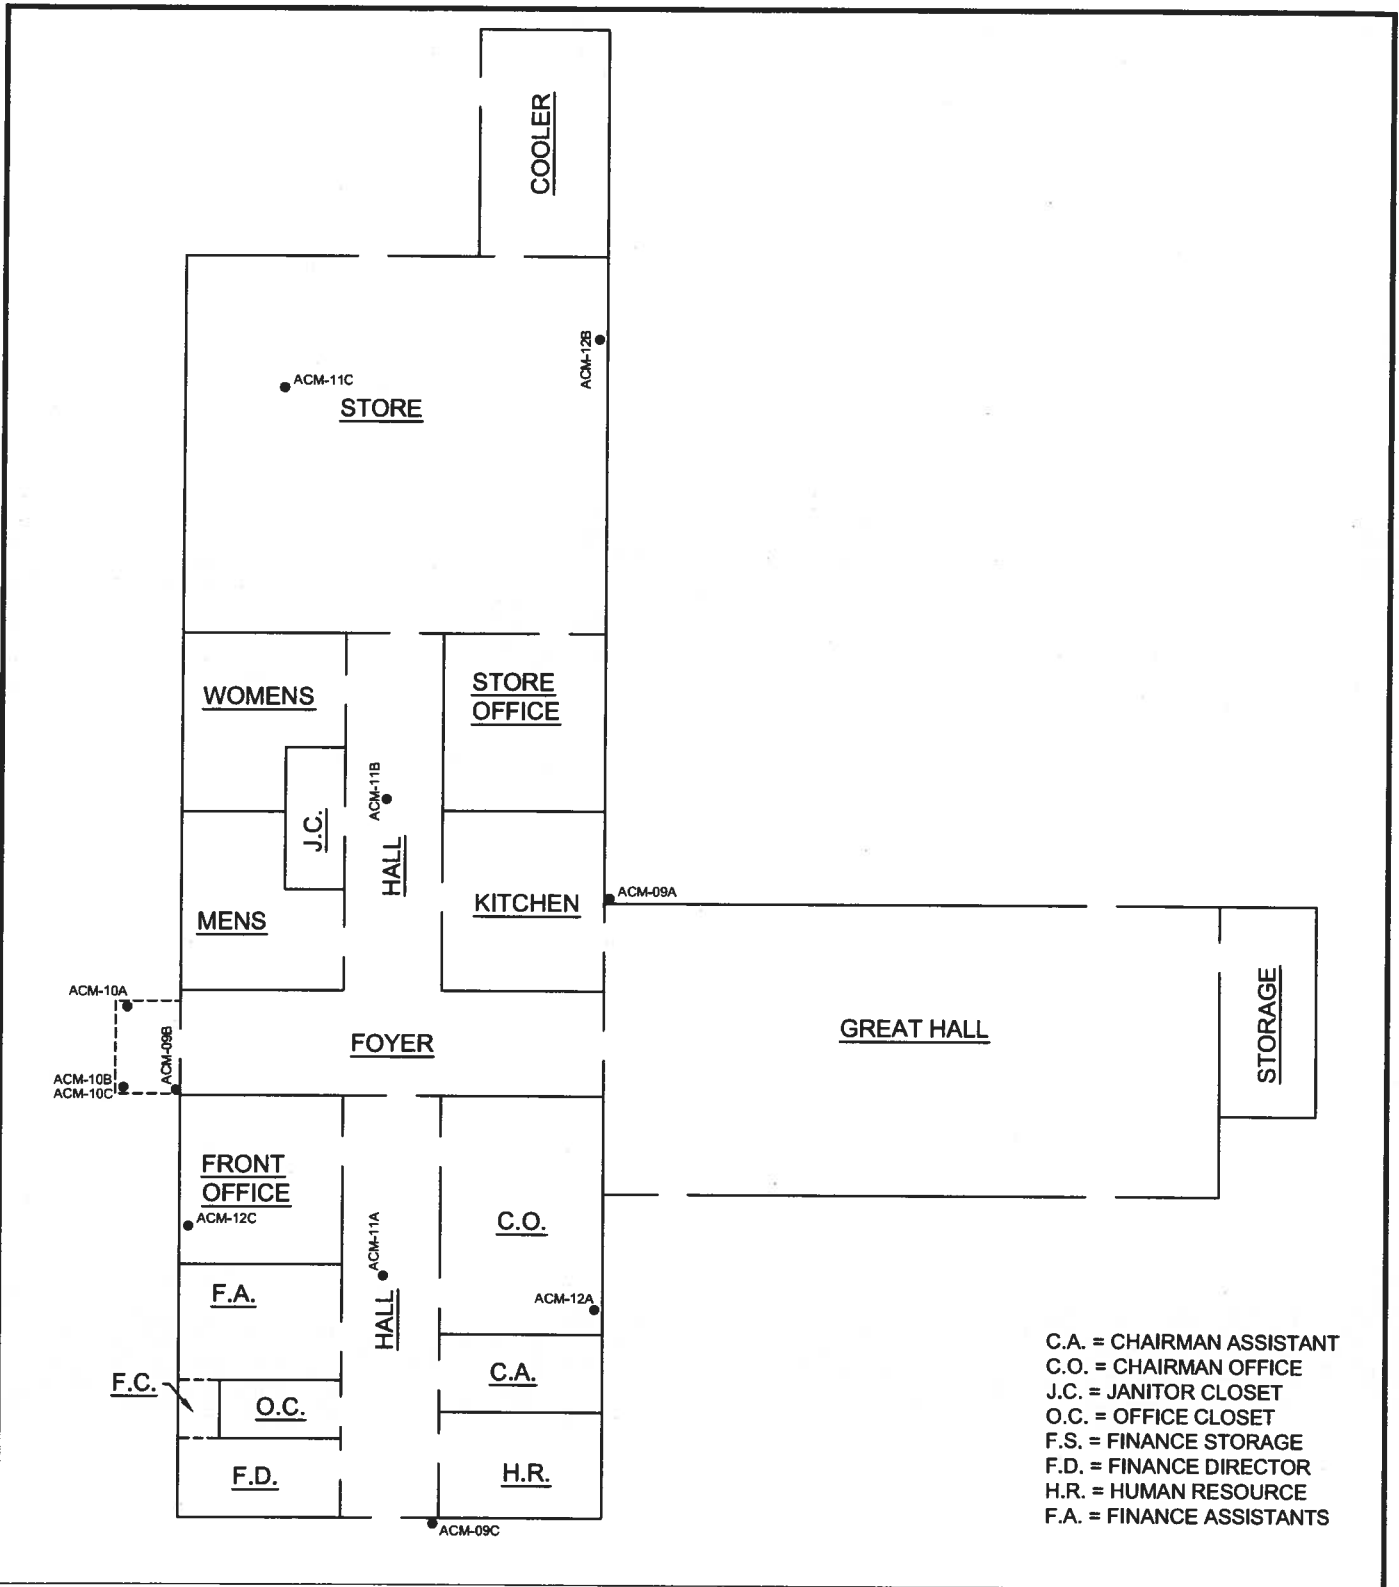 COOLER
ACM-12B
ACM-11C
STORE
WOMENS
STORE
OFFICE
ACM-11B
J.C.
HALL
KITCHEN
ACM-09A
MENS
ACM-10A
ACM-09B
FOYER
GREAT HALL
STORAGE
ACM-10B
ACM-10C
FRONT
OFFICE
ACM-12C
ACM-11A
C.O.
F.A.
HALL
ACM-12A
C.A.
F.C.
O.C.
F.D.
H.R.
ACM-09C
C.A. = CHAIRMAN ASSISTANT
C.O. = CHAIRMAN OFFICE
J.C. = JANITOR CLOSET
O.C. = OFFICE CLOSET
F.S. = FINANCE STORAGE
F.D. = FINANCE DIRECTOR
H.R. = HUMAN RESOURCE
F.A. = FINANCE ASSISTANTS